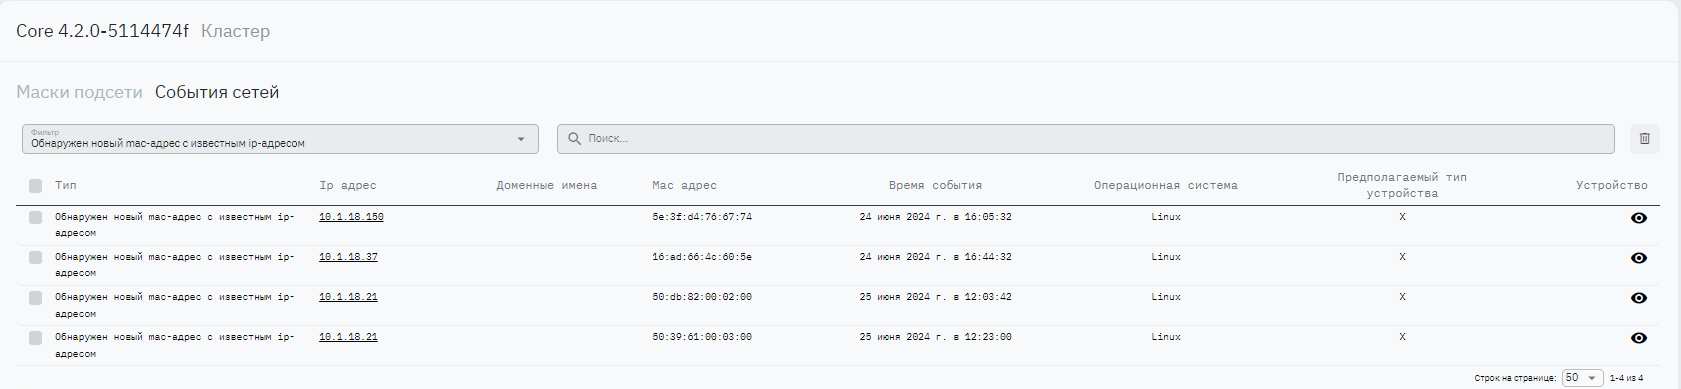 Core 4.2.0-5114474f Кластер
Маски подсети События сетей
Фильтр
Обнаружен новый mac-адрес с известным ip-адресом
Поиск...
Тип Ip адрес Доменные имена Mac адрес Время события Операционная система Предполагаемый тип устройства Устройство
Обнаружен новый mac-адрес с известным ip- 10.1.18.150 5e:3f:d4:76:67:74 24 июня 2024 г. в 16:05:32 Linux X
адресом
Обнаружен новый mac-адрес с известным ip- 10.1.18.37 16:ad:66:4c:60:5e 24 июня 2024 г. в 16:44:32 Linux X
адресом
Обнаружен новый mac-адрес с известным ip- 10.1.18.21 50:db:82:00:02:00 25 июня 2024 г. в 12:03:42 Linux X
адресом
Обнаружен новый mac-адрес с известным ip- 10.1.18.21 50:39:61:00:03:00 25 июня 2024 г. в 12:23:00 Linux X
адресом
Строк на странице: 50 1-4 из 4